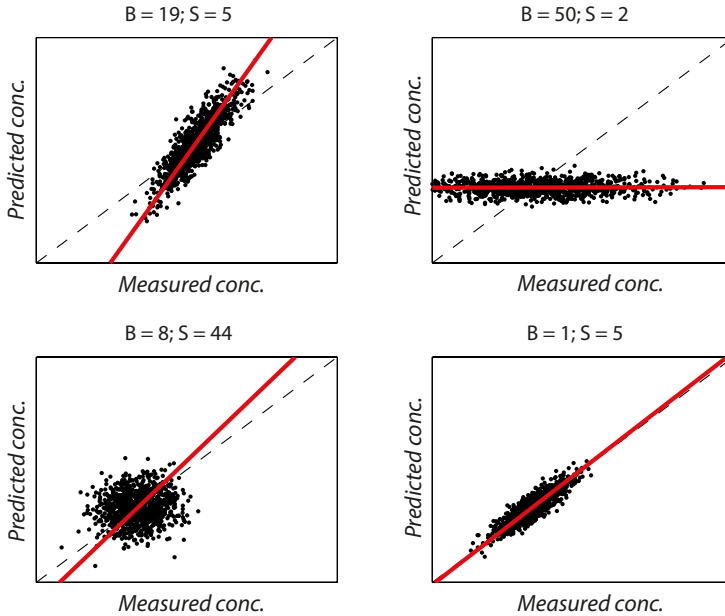 B = 19; S = 5
Predicted conc.
Measured conc.
B = 50; S = 2
Predicted conc.
Measured conc.
B = 8; S = 44
Predicted conc.
Measured conc.
B = 1; S = 5
Predicted conc.
Measured conc.